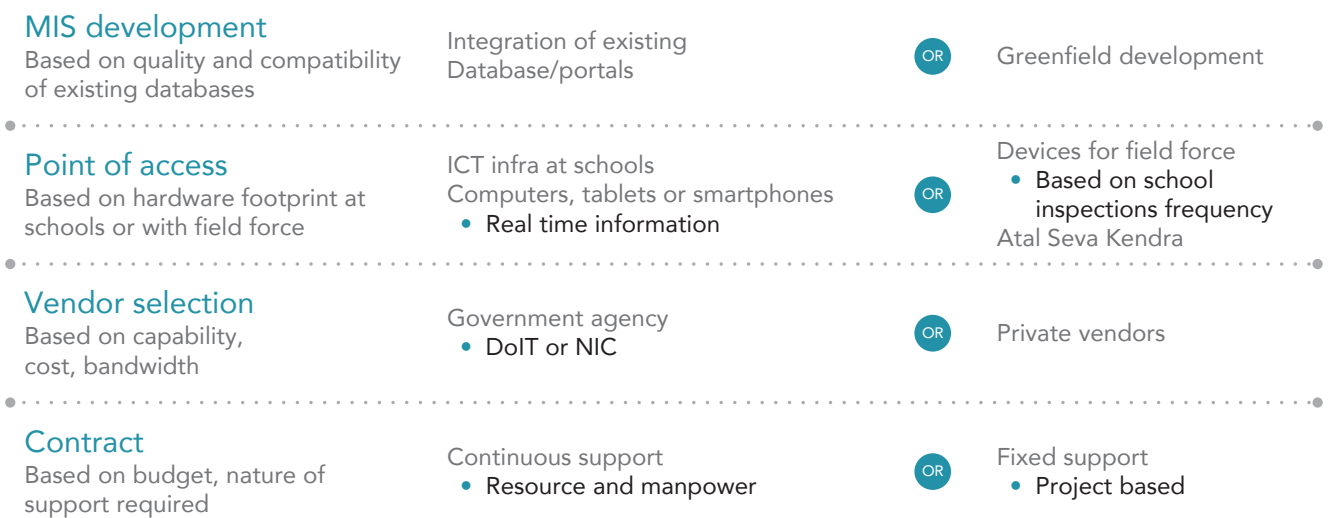 MIS development
Based on quality and compatibility
of existing databases
Integration of existing
Database/portals
OR
Greenfield development
Point of access
Based on hardware footprint at
schools or with field force
ICT infra at schools
Computers, tablets or smartphones
• Real time information
OR
Devices for field force
• Based on school
inspections frequency
Atal Seva Kendra
Vendor selection
Based on capability,
cost, bandwidth
Government agency
• DoIT or NIC
OR
Private vendors
Contract
Based on budget, nature of
support required
Continuous support
• Resource and manpower
OR
Fixed support
• Project based